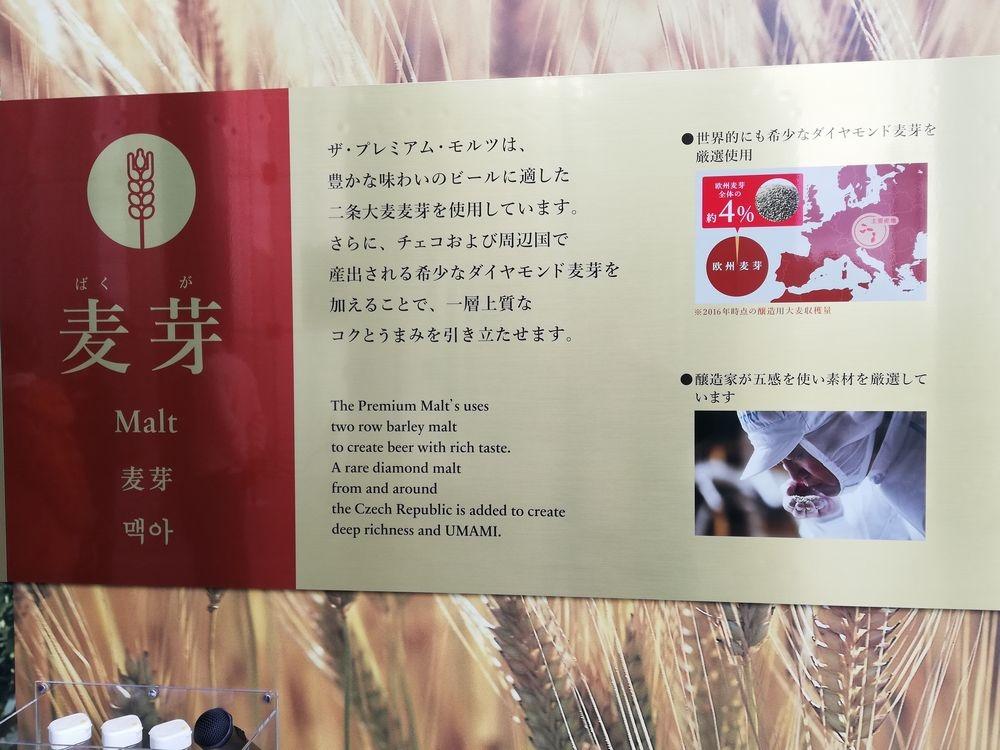 ばくが
麦芽
Malt
麦芽
맥아
ザ・プレミアム・モルツは、
豊かな味わいのビールに適した
二条大麦麦芽を使用しています。
さらに、チェコおよび周辺国で
産出される希少なダイヤモンド麦芽を
加えることで、一層上質な
コクとうまみを引き立たせます。
The Premium Malt's uses
two row barley malt
to create beer with rich taste.
A rare diamond malt
from and around
the Czech Republic is added to create
deep richness and UMAMI.
●世界的にも希少なダイヤモンド麦芽を
厳選使用
欧州麦芽
全体の
約4%
欧州麦芽
主要産地
※2016年時点の醸造用大麦収穫量
●醸造家が五感を使い素材を厳選して
います